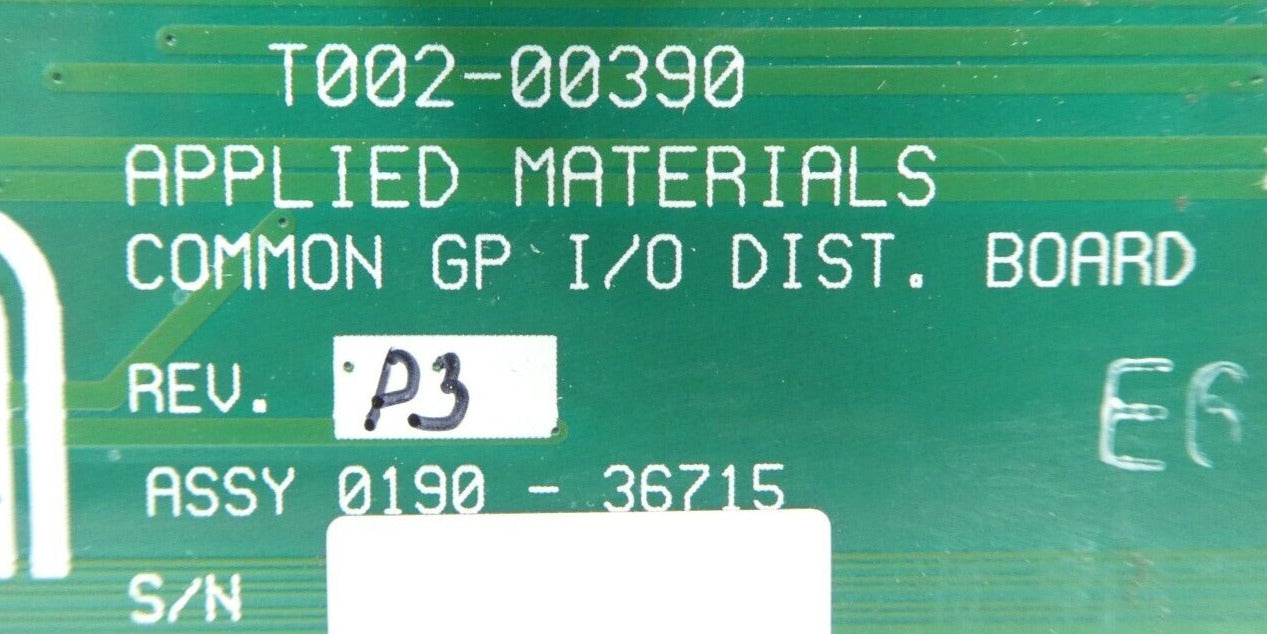 T002-00390
APPLIED MATERIALS
COMMON GP I/O DIST. BOARD
REV. P3
E6
ASSY 0190 - 36715
S/N